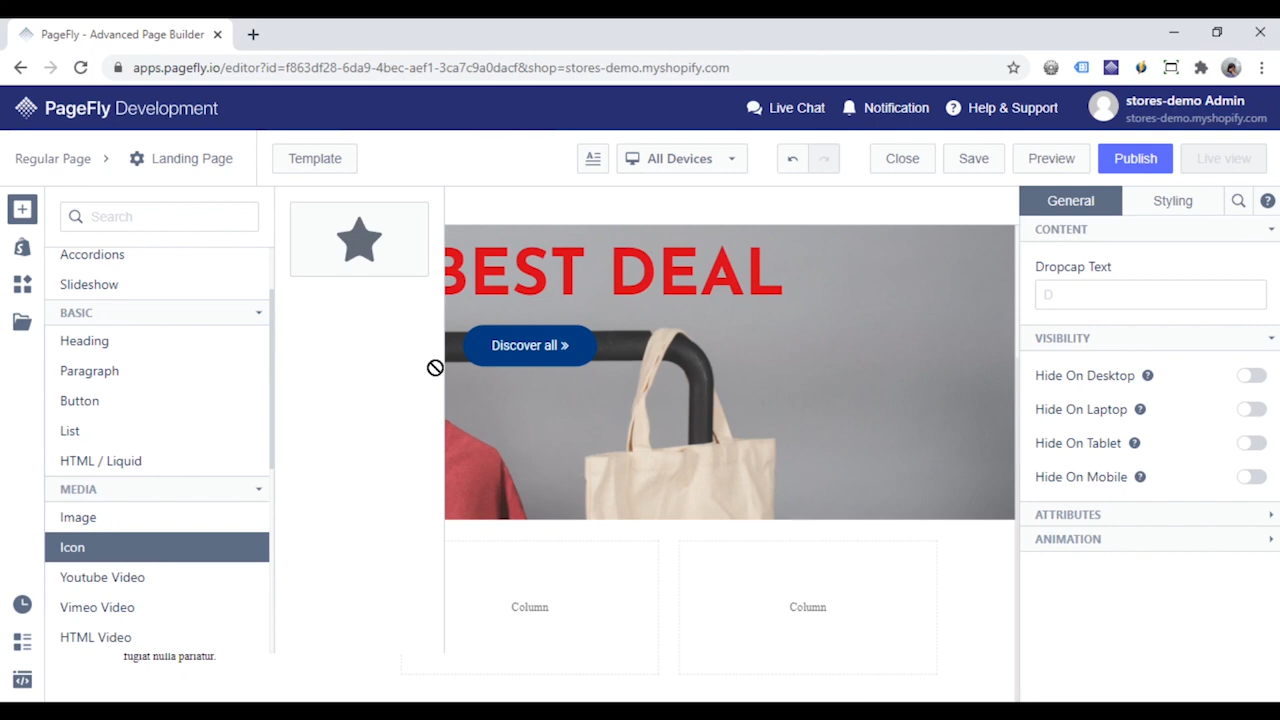 PageFly - Advanced Page Builder
apps.pagefly.io/editor?id=f863df28-6da9-4bec-aef1-3ca7c9a0dacf&shop=stores-demo.myshopify.com
PageFly Development
Live Chat
Notification
Help & Support
stores-demo Admin
stores-demo.myshopify.com
Regular Page
Landing Page
Template
All Devices
Close
Save
Preview
Publish
Live view
Search
General
Styling
Accordions
Slideshow
BASIC
Heading
Paragraph
Button
List
HTML / Liquid
MEDIA
Image
Icon
Youtube Video
Vimeo Video
HTML Video
BEST DEAL
Discover all »
Column
Column
fugiat nulla pariatur.
CONTENT
Dropcap Text
D
VISIBILITY
Hide On Desktop
Hide On Laptop
Hide On Tablet
Hide On Mobile
ATTRIBUTES
ANIMATION